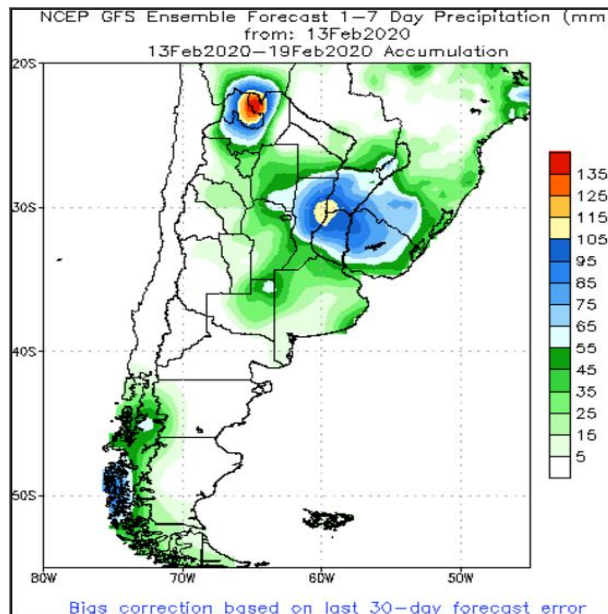 NCEP GFS Ensemble Forecast 1–7 Day Precipitation (mm
from: 13Feb2020
13Feb2020–19Feb2020 Accumulation
20S
30S
40S
50S
80W
70W
60W
50W
135
115
105
95
85
75
65
55
45
35
25
15
5
Bias correction based on last 30–day forecast error